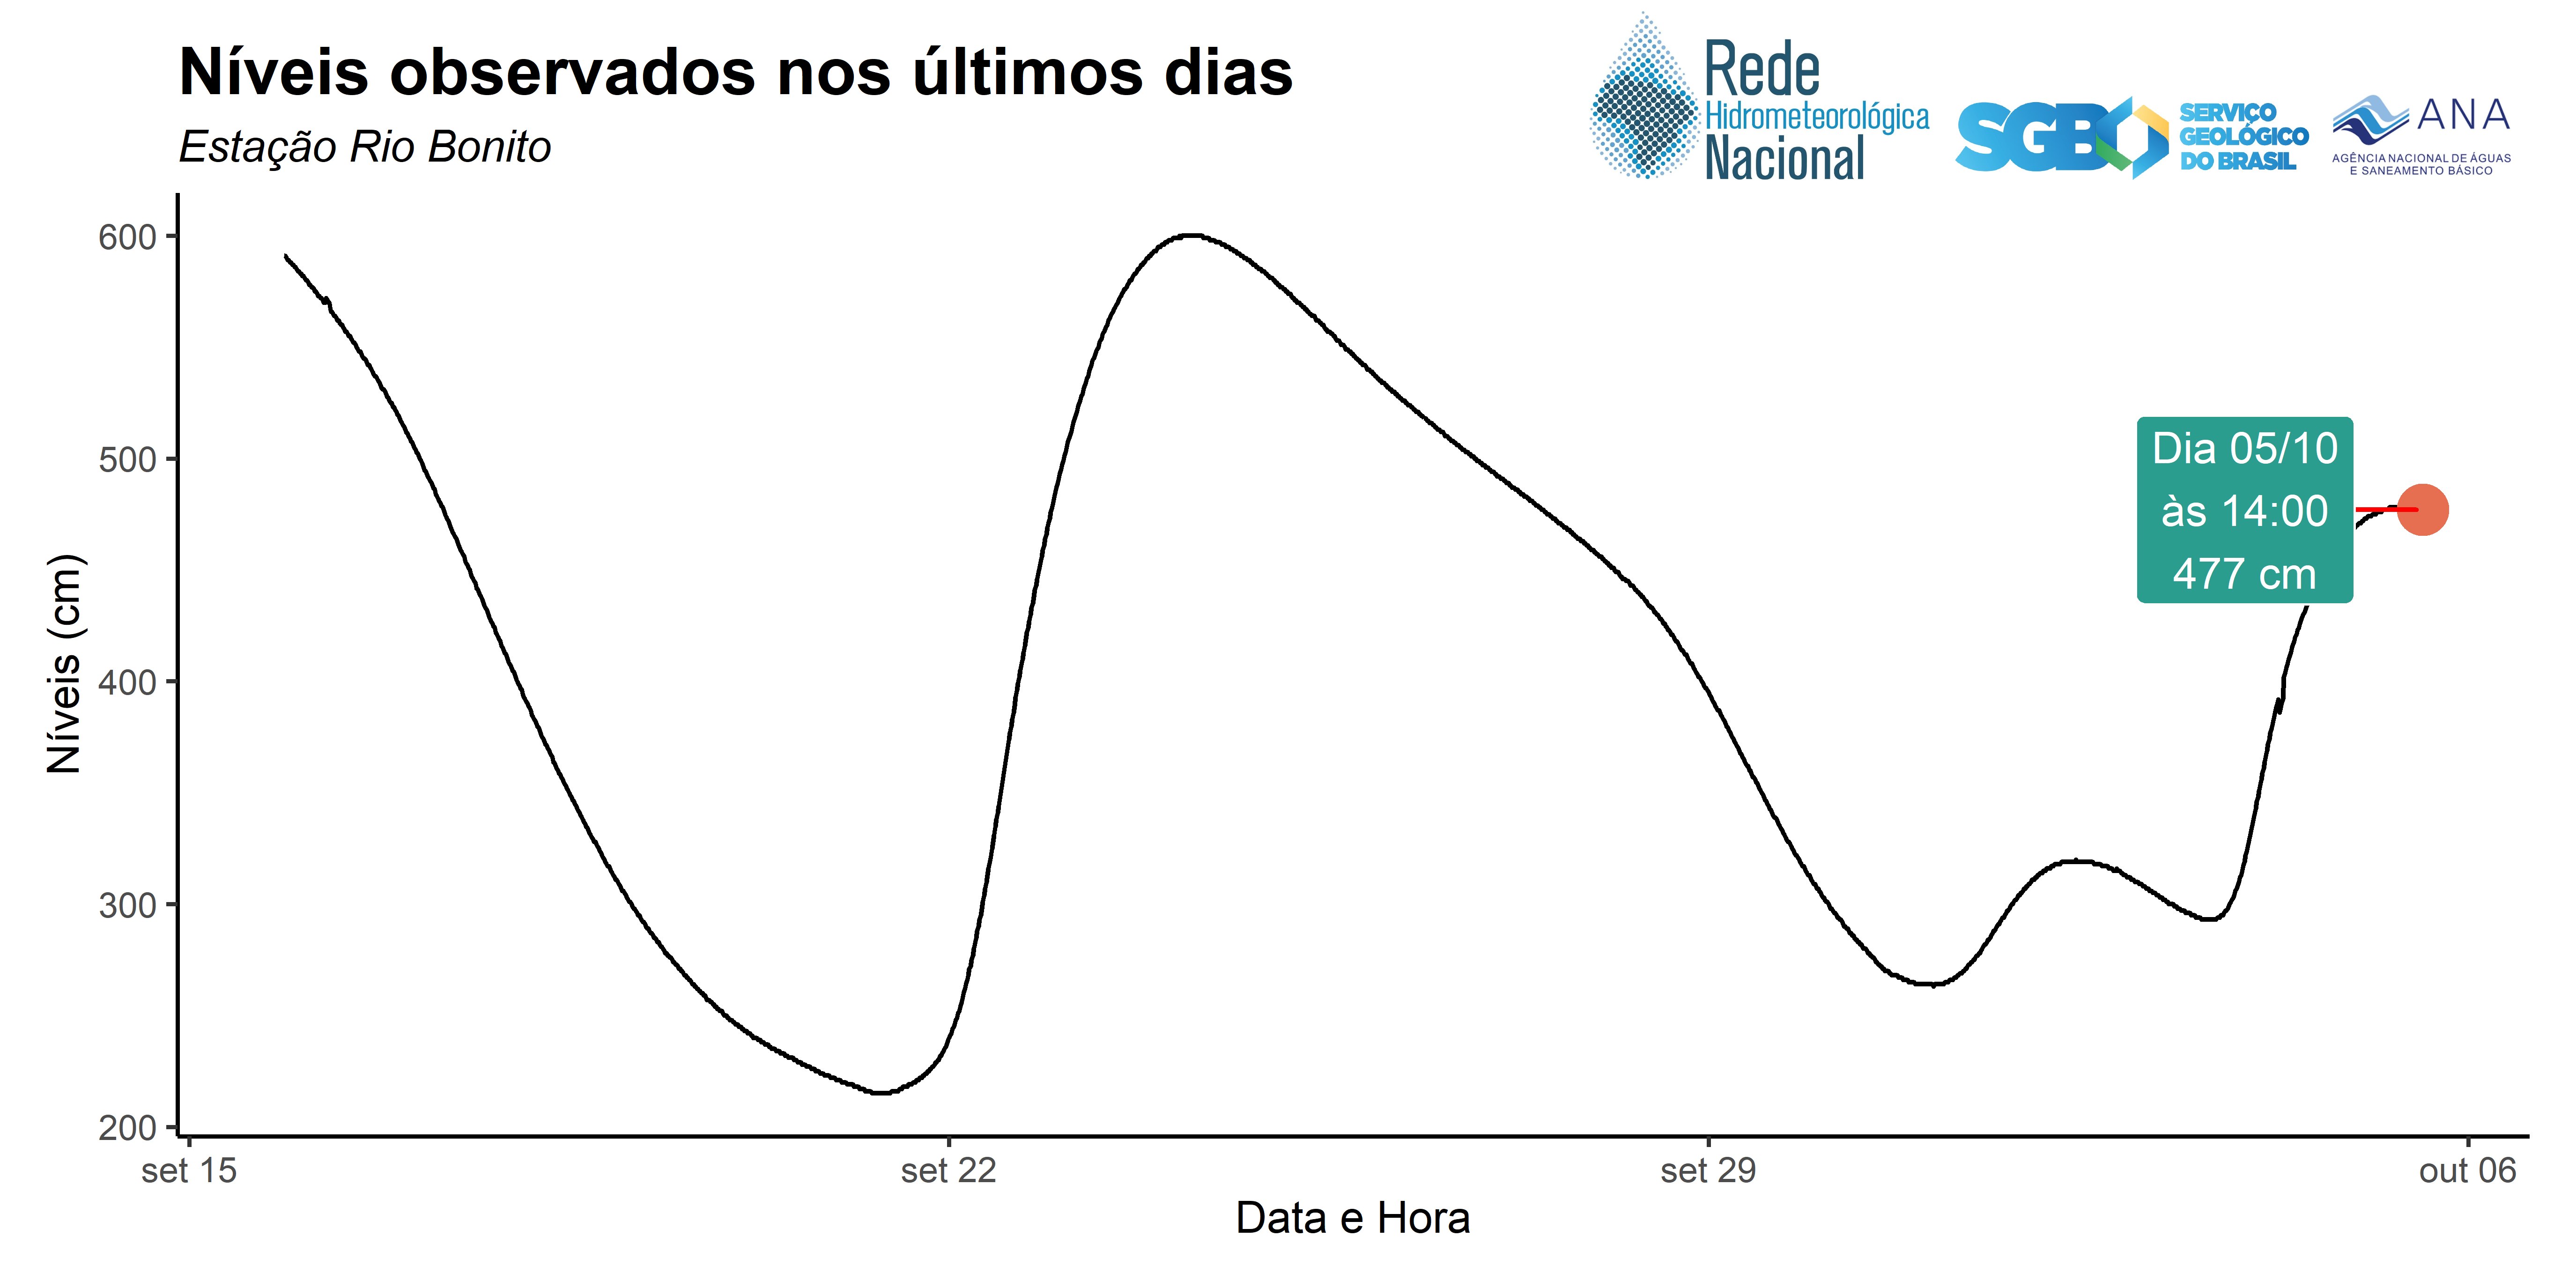 Níveis observados nos últimos dias
Estação Rio Bonito
Rede
Hidrometeorológica
Nacional
SGB
SERVIÇO
GEOLÓGICO
DO BRASIL
ANA
AGÊNCIA NACIONAL DE ÁGUAS
E SANEAMENTO BÁSICO
600
500
400
300
200
Níveis (cm)
Dia 05/10
às 14:00
477 cm
set 15
set 22
set 29
out 06
Data e Hora